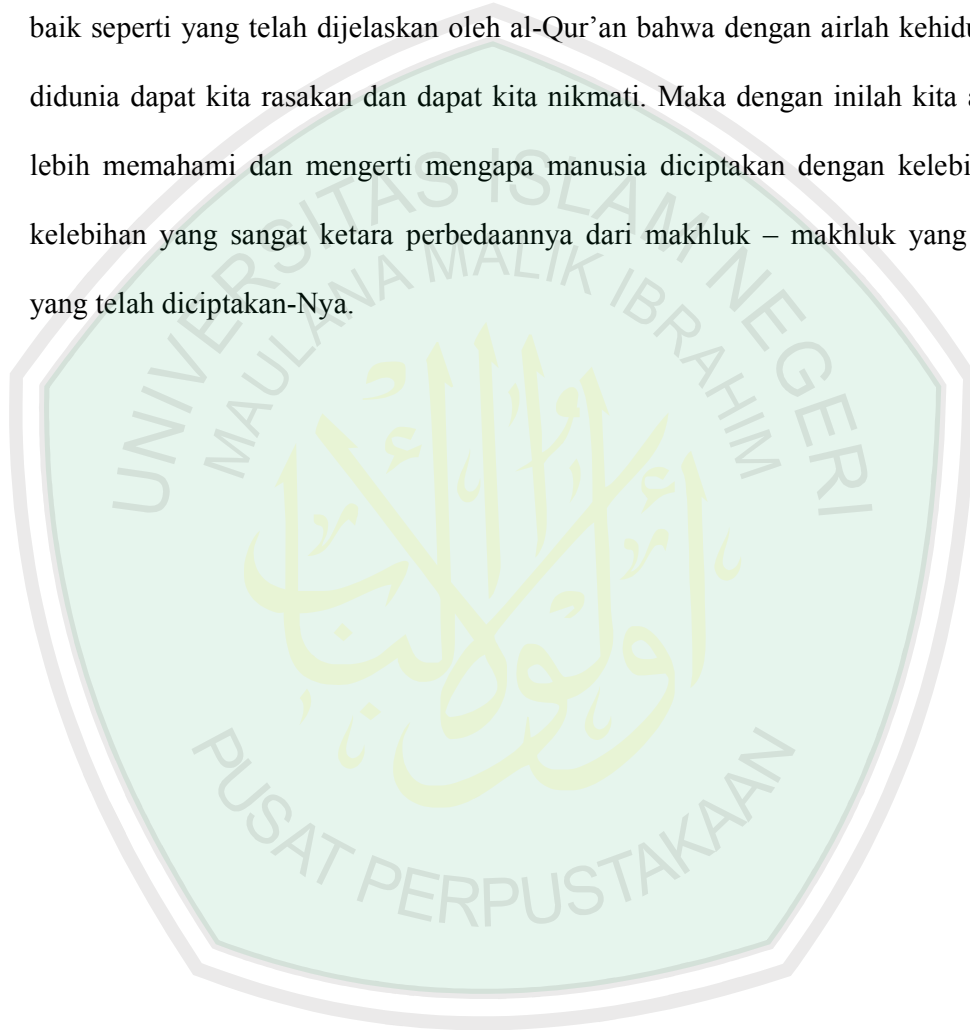 baik seperti yang telah dijelaskan oleh al-Qur’an bahwa dengan airlah
didunia dapat kita rasakan dan dapat kita nikmati. Maka dengan inilah kita
lebih memahami dan mengerti mengapa manusia diciptakan dengan
kelebihan yang sangat ketara perbedaannya dari makhluk – makhluk yang
yang telah diciptakan-Nya.
UNIVERSITAS ISLAM NEGERI
MAULANA MALIK IBRAHIM
PUSAT PERPUSTAKAAN